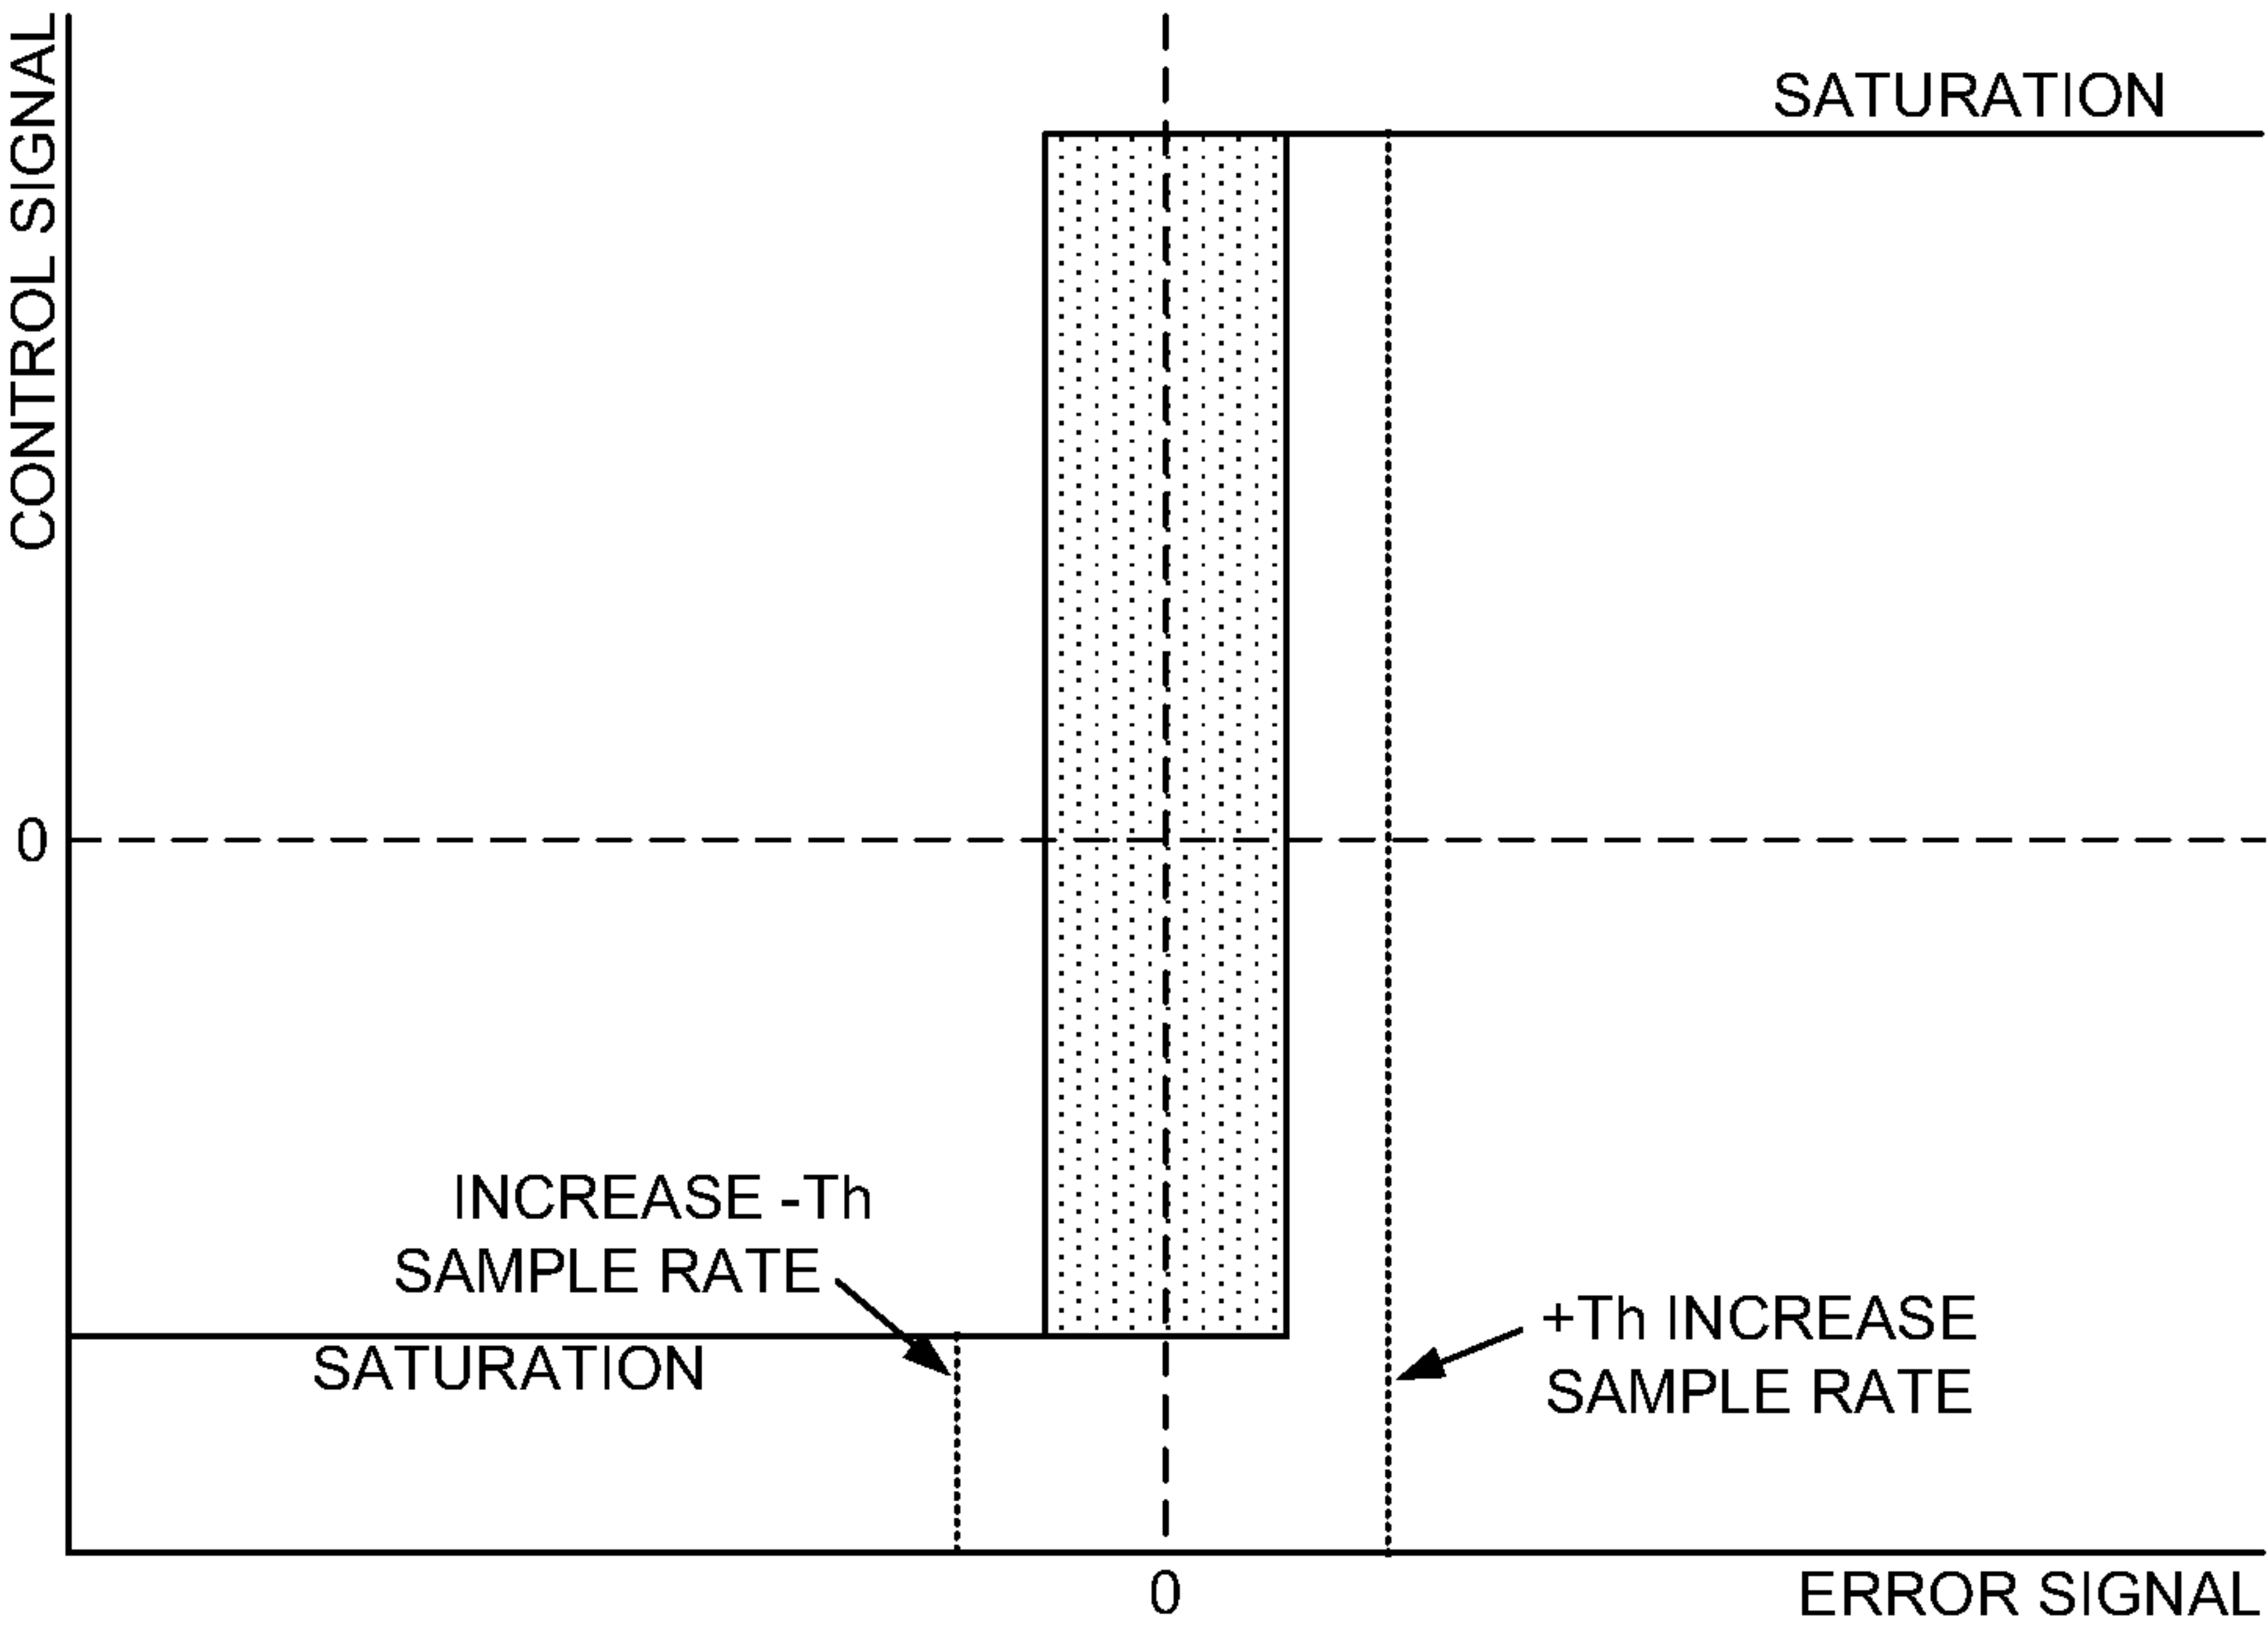 CONTROL SIGNAL
SATURATION
0
INCREASE -Th
SAMPLE RATE
SATURATION
+Th INCREASE
SAMPLE RATE
0
ERROR SIGNAL